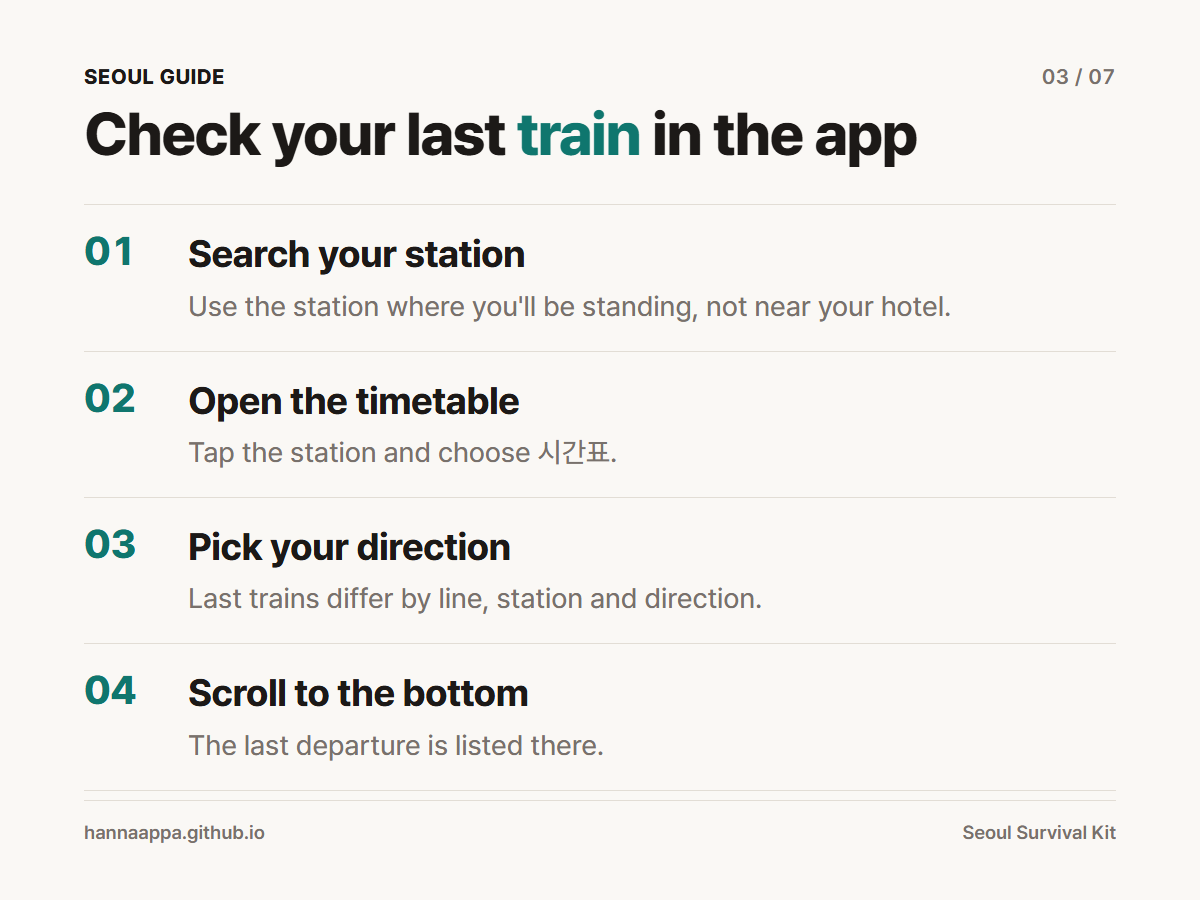 SEOUL GUIDE
03 / 07
Check your last train in the app
01
Search your station
Use the station where you'll be standing, not near your hotel.
02
Open the timetable
Tap the station and choose 시간표.
03
Pick your direction
Last trains differ by line, station and direction.
04
Scroll to the bottom
The last departure is listed there.
hannaappa.github.io
Seoul Survival Kit